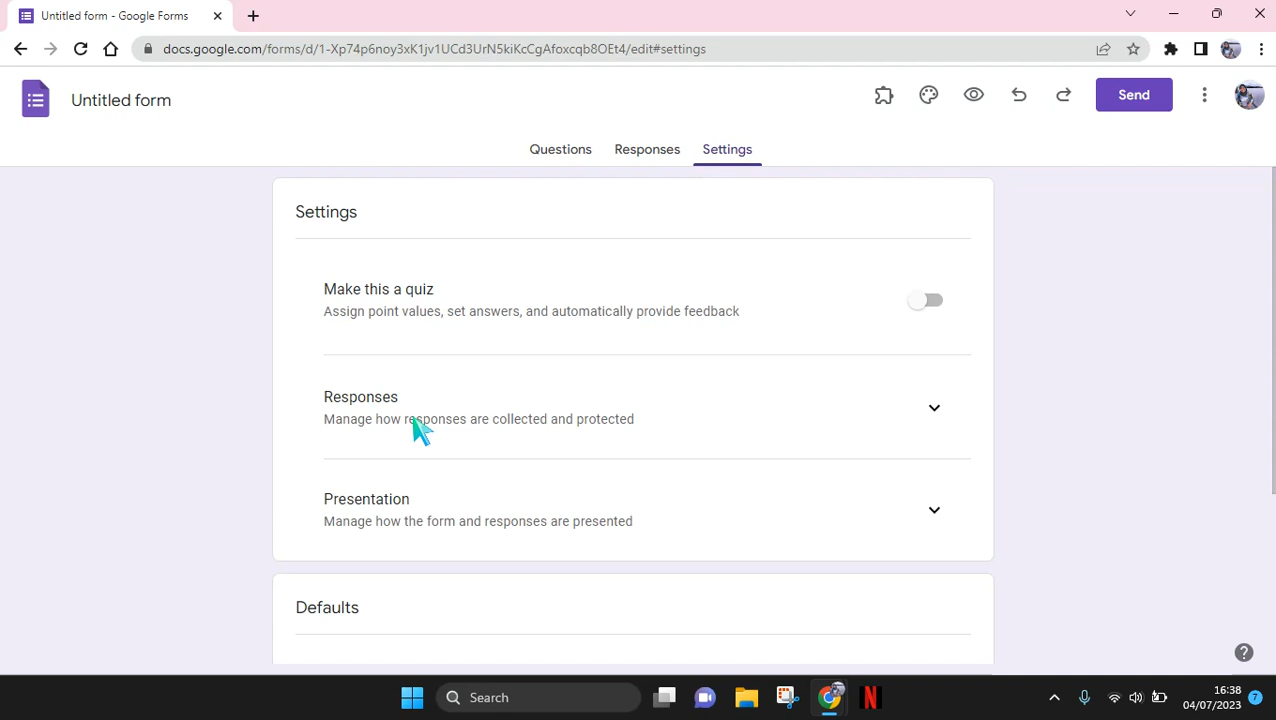 Untitled form - Google Forms
docs.google.com/forms/d/1-Xp74p6noy3xK1jv1UCd3UrN5kiKcCgAfoxcqb8OEt4/edit#settings
Untitled form
Send
Questions Responses Settings
Settings
Make this a quiz
Assign point values, set answers, and automatically provide feedback
Responses
Manage how responses are collected and protected
Presentation
Manage how the form and responses are presented
Defaults
Search
16:38
04/07/2023
7